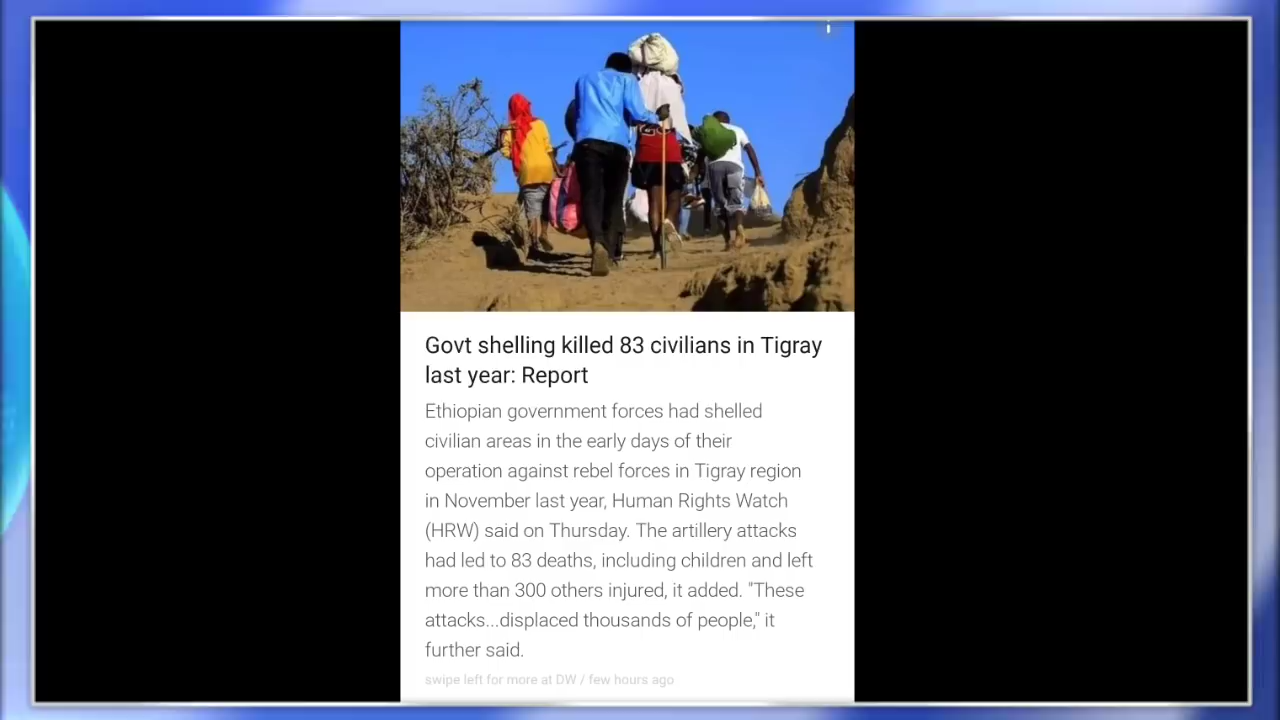 Govt shelling killed 83 civilians in Tigray
last year: Report
Ethiopian government forces had shelled
civilian areas in the early days of their
operation against rebel forces in Tigray region
in November last year, Human Rights Watch
(HRW) said on Thursday. The artillery attacks
had led to 83 deaths, including children and left
more than 300 others injured, it added. "These
attacks...displaced thousands of people," it
further said.
swipe left for more at DW / few hours ago